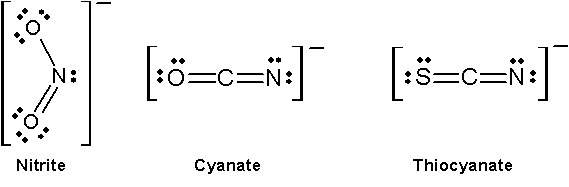 O
N
O
−
Nitrite
O=C=N
−
Cyanate
S=C=N
−
Thiocyanate